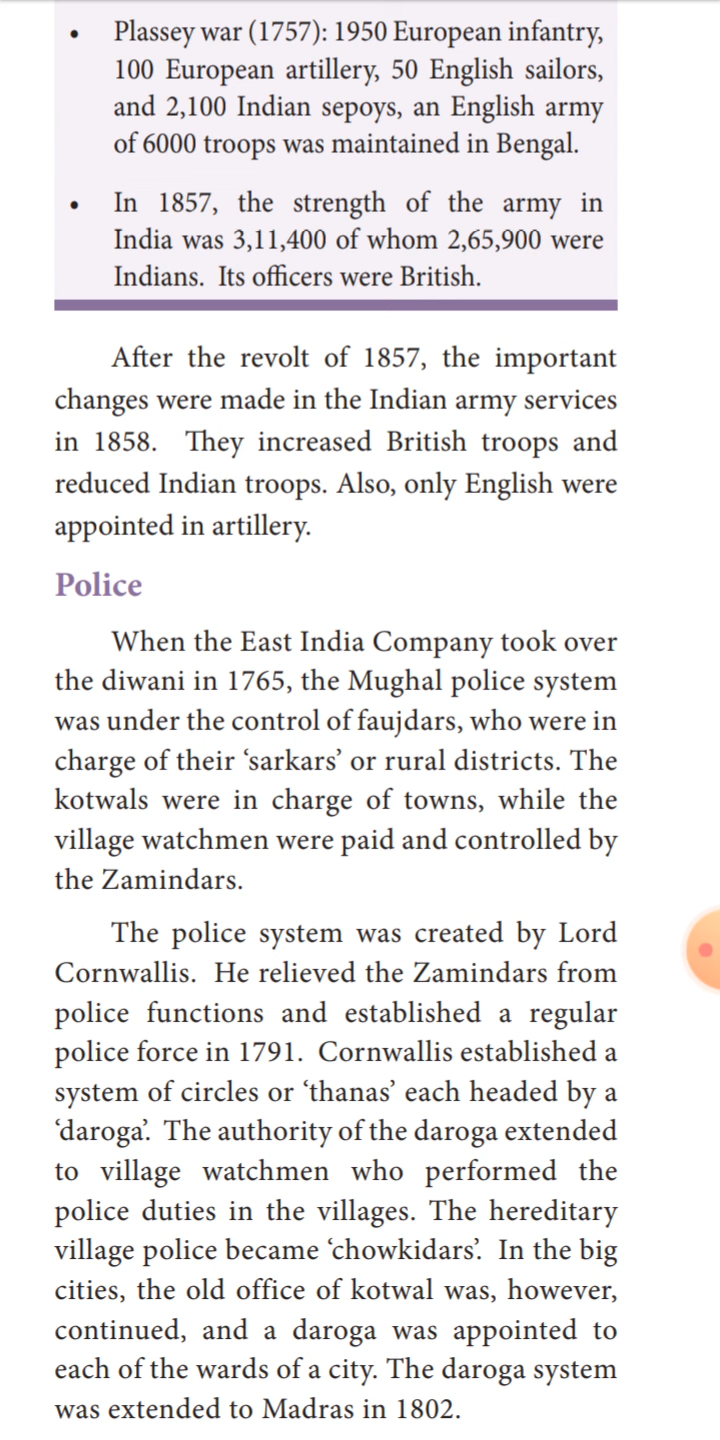 • Plassey war (1757): 1950 European infantry,
100 European artillery, 50 English sailors,
and 2,100 Indian sepoys, an English army
of 6000 troops was maintained in Bengal.
• In 1857, the strength of the army in
India was 3,11,400 of whom 2,65,900 were
Indians. Its officers were British.
After the revolt of 1857, the important
changes were made in the Indian army services
in 1858. They increased British troops and
reduced Indian troops. Also, only English were
appointed in artillery.
Police
When the East India Company took over
the diwani in 1765, the Mughal police system
was under the control of faujdars, who were in
charge of their ‘sarkars’ or rural districts. The
kotwals were in charge of towns, while the
village watchmen were paid and controlled by
the Zamindars.
The police system was created by Lord
Cornwallis. He relieved the Zamindars from
police functions and established a regular
police force in 1791. Cornwallis established a
system of circles or ‘thanas’ each headed by a
‘daroga’. The authority of the daroga extended
to village watchmen who performed the
police duties in the villages. The hereditary
village police became ‘chowkidars’. In the big
cities, the old office of kotwal was, however,
continued, and a daroga was appointed to
each of the wards of a city. The daroga system
was extended to Madras in 1802.